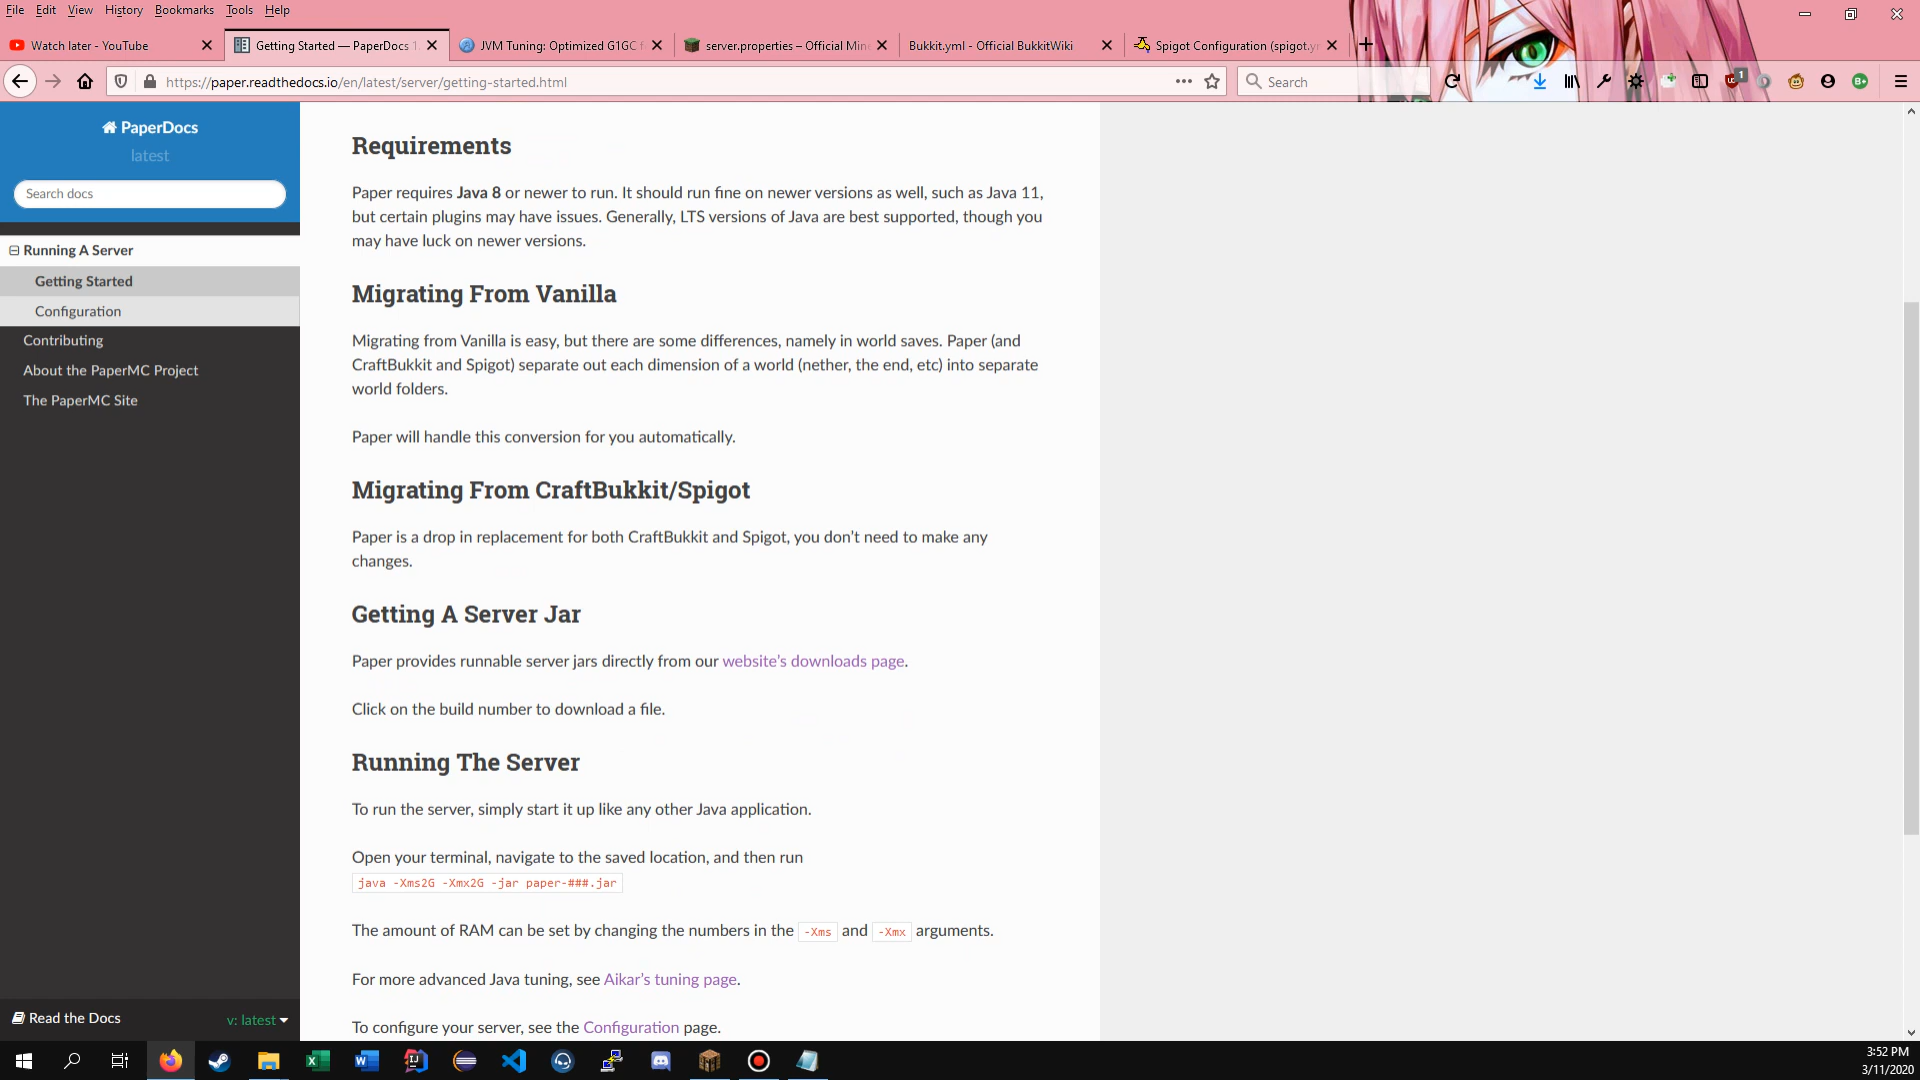 File Edit View History Bookmarks Tools Help
Watch later - YouTube
Getting Started — PaperDocs 1.
JVM Tuning: Optimized G1GC f
server.properties – Official Mine
Bukkit.yml - Official BukkitWiki
Spigot Configuration (spigot.yr
https://paper.readthedocs.io/en/latest/server/getting-started.html
Search
1
B+
PaperDocs
latest
Search docs
Running A Server
Getting Started
Configuration
Contributing
About the PaperMC Project
The PaperMC Site
Read the Docs
v: latest
Requirements
Paper requires Java 8 or newer to run. It should run fine on newer versions as well, such as Java 11,
but certain plugins may have issues. Generally, LTS versions of Java are best supported, though you
may have luck on newer versions.
Migrating From Vanilla
Migrating from Vanilla is easy, but there are some differences, namely in world saves. Paper (and
CraftBukkit and Spigot) separate out each dimension of a world (nether, the end, etc) into separate
world folders.
Paper will handle this conversion for you automatically.
Migrating From CraftBukkit/Spigot
Paper is a drop in replacement for both CraftBukkit and Spigot, you don’t need to make any
changes.
Getting A Server Jar
Paper provides runnable server jars directly from our website’s downloads page.
Click on the build number to download a file.
Running The Server
To run the server, simply start it up like any other Java application.
Open your terminal, navigate to the saved location, and then run
java -Xms2G -Xmx2G -jar paper-###.jar
The amount of RAM can be set by changing the numbers in the -Xms and -Xmx arguments.
For more advanced Java tuning, see Aikar’s tuning page.
To configure your server, see the Configuration page.
3:52 PM
3/11/2020